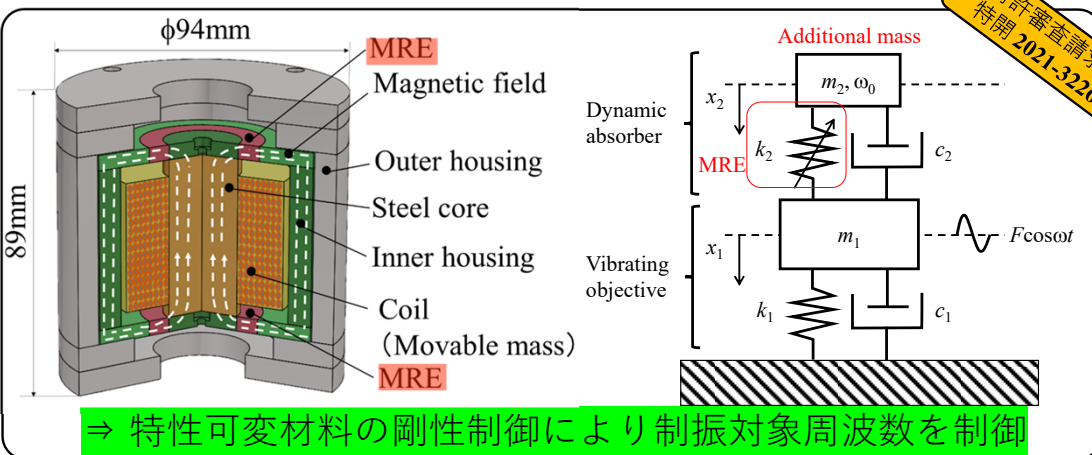 ϕ94mm
89mm
MRE
Magnetic field
Outer housing
Steel core
Inner housing
Coil
(Movable mass)
MRE
Additional mass
m₂, ω₀
x₂
Dynamic
absorber
k₂
MRE
c₂
x₁
m₁
Fcosωt
Vibrating
objective
k₁
c₁
特開 2021-3220
⇒ 特性可変材料の剛性制御により制振対象周波数を制御